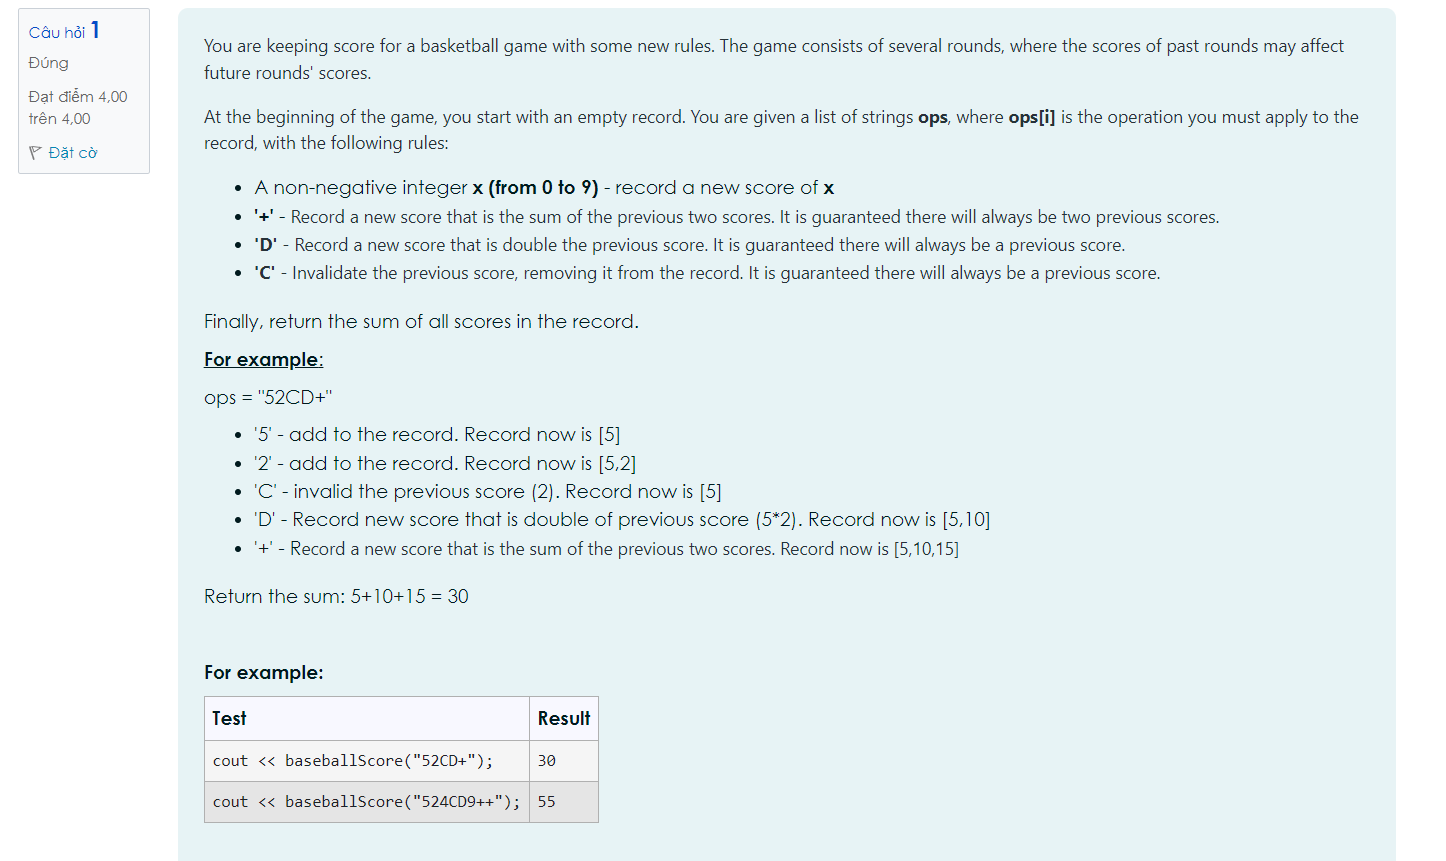 Câu hỏi 1
Đúng
Đạt điểm 4,00
trên 4,00
Đặt cờ
You are keeping score for a basketball game with some new rules. The game consists of several rounds, where the scores of past rounds may affect
future rounds' scores.
At the beginning of the game, you start with an empty record. You are given a list of strings ops, where ops[i] is the operation you must apply to the
record, with the following rules:
• A non-negative integer x (from 0 to 9) - record a new score of x
• '+' - Record a new score that is the sum of the previous two scores. It is guaranteed there will always be two previous scores.
• 'D' - Record a new score that is double the previous score. It is guaranteed there will always be a previous score.
• 'C' - Invalidate the previous score, removing it from the record. It is guaranteed there will always be a previous score.
Finally, return the sum of all scores in the record.
For example:
ops = "52CD+"
• '5' - add to the record. Record now is [5]
• '2' - add to the record. Record now is [5,2]
• 'C' - invalid the previous score (2). Record now is [5]
• 'D' - Record new score that is double of previous score (5*2). Record now is [5,10]
• '+' - Record a new score that is the sum of the previous two scores. Record now is [5,10,15]
Return the sum: 5+10+15 = 30
For example:
Test Result
cout << baseballScore("52CD+"); 30
cout << baseballScore("524CD9++"); 55